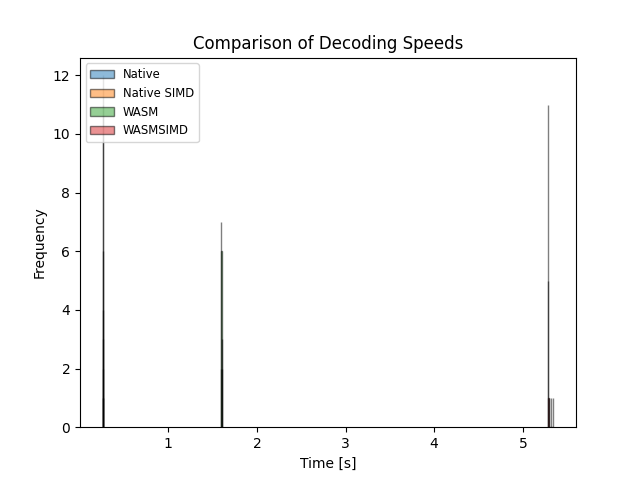 Comparison of Decoding Speeds
Native
Native SIMD
WASM
WASMSIMD
Frequency
12
10
8
6
4
2
0
1
2
3
4
5
Time [s]